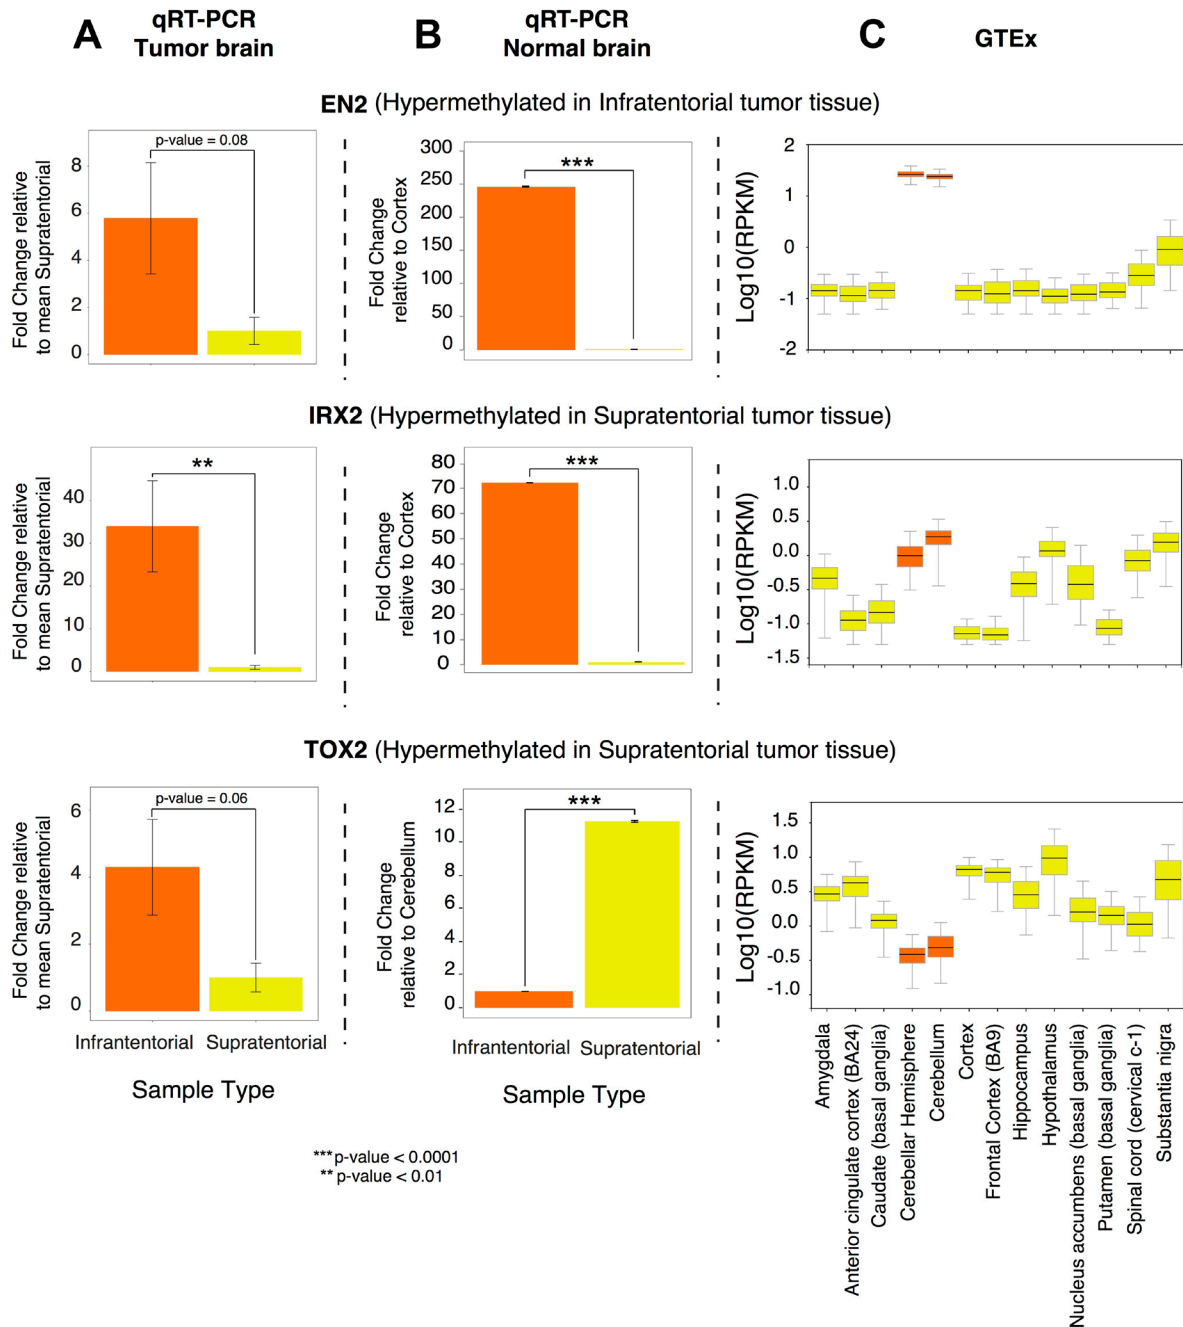 A
qRT-PCR
Tumor brain
B
qRT-PCR
Normal brain
C
GTEx
EN2 (Hypermethylated in Infratentorial tumor tissue)
Fold Change relative
to mean Supratentorial
8
6
4
2
0
p-value = 0.08
Fold Change
relative to Cortex
300
250
200
150
100
50
0
***
Log10(RPKM)
2
1
0
-1
-2
IRX2 (Hypermethylated in Supratentorial tumor tissue)
Fold Change relative
to mean Supratentorial
40
30
20
10
0
**
Fold Change
relative to Cortex
80
70
60
50
40
30
20
10
0
***
Log10(RPKM)
1.0
0.5
0.0
-0.5
-1.0
-1.5
TOX2 (Hypermethylated in Supratentorial tumor tissue)
Fold Change relative
to mean Supratentorial
6
4
2
0
p-value = 0.06
Infrantentorial
Supratentorial
Sample Type
Fold Change
relative to Cerebellum
12
10
8
6
4
2
0
***
Infratentorial
Supratentorial
Sample Type
Log10(RPKM)
1.5
1.0
0.5
0.0
-0.5
-1.0
Amygdala
Anterior cingulate cortex (BA24)
Caudate (basal ganglia)
Cerebellar Hemisphere
Cerebellum
Cortex
Frontal Cortex (BA9)
Hippocampus
Hypothalamus
Nucleus accumbens (basal ganglia)
Putamen (basal ganglia)
Spinal cord (cervical c-1)
Substantia nigra
*** p-value < 0.0001
** p-value < 0.01